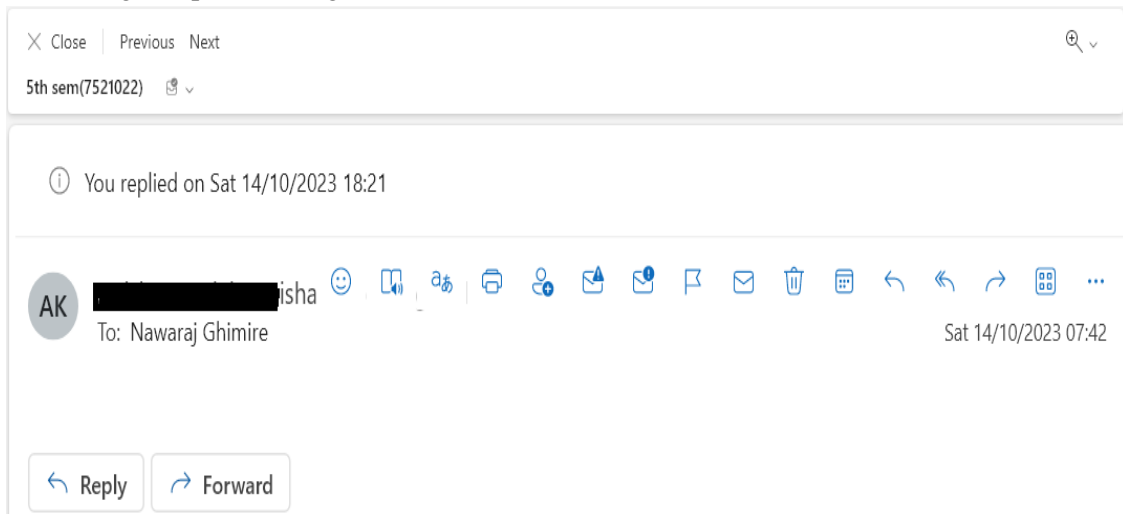 Close Previous Next
5th sem(7521022)
You replied on Sat 14/10/2023 18:21
AK
isha
To: Nawaraj Ghimire
Sat 14/10/2023 07:42
Reply Forward